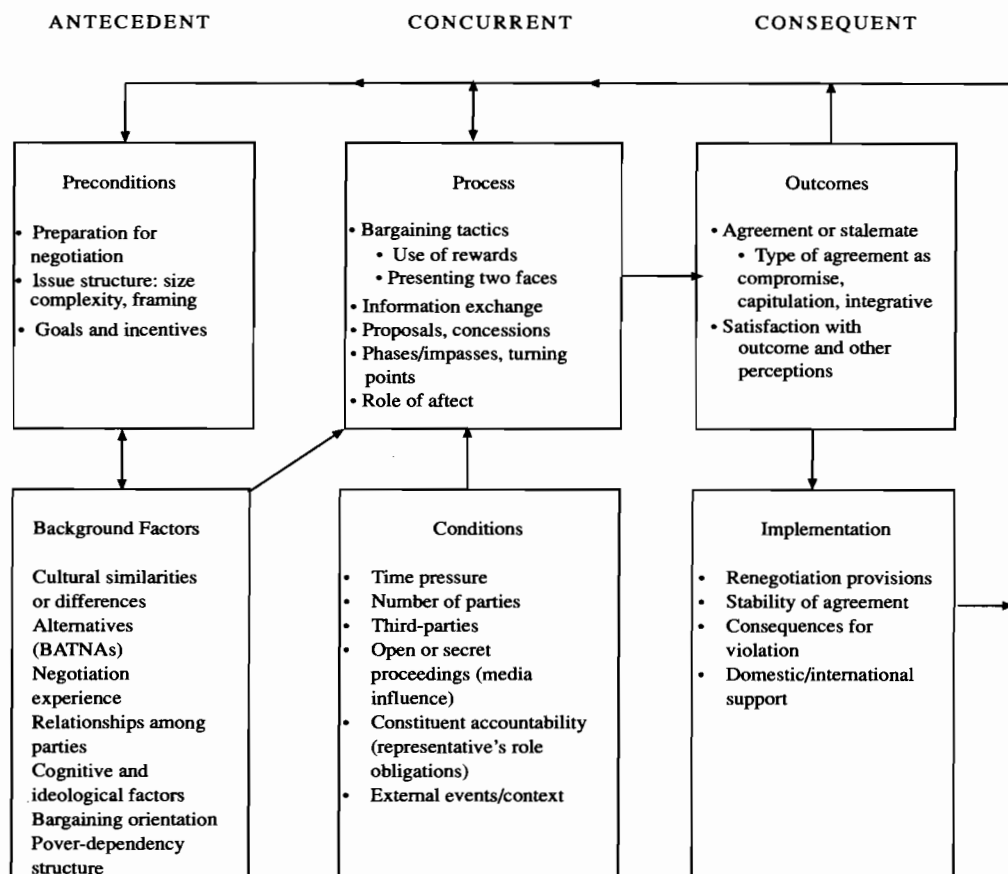 ANTECEDENT
CONCURRENT
CONSEQUENT
Preconditions
• Preparation for
negotiation
• Issue structure: size
complexity, framing
• Goals and incentives
Process
• Bargaining tactics
• Use of rewards
• Presenting two faces
• Information exchange
• Proposals, concessions
• Phases/impasses, turning
points
• Role of aftect
Outcomes
• Agreement or stalemate
• Type of agreement as
compromise,
capitulation, integrative
• Satisfaction with
outcome and other
perceptions
Background Factors
Cultural similarities
or differences
Alternatives
(BATNAs)
Negotiation
experience
Relationships among
parties
Cognitive and
ideological factors
Bargaining orientation
Pover-dependency
structure
Conditions
• Time pressure
• Number of parties
• Third-parties
• Open or secret
proceedings (media
influence)
• Constituent accountability
(representative's role
obligations)
• External events/context
Implementation
• Renegotiation provisions
• Stability of agreement
• Consequences for
violation
• Domestic/international
support